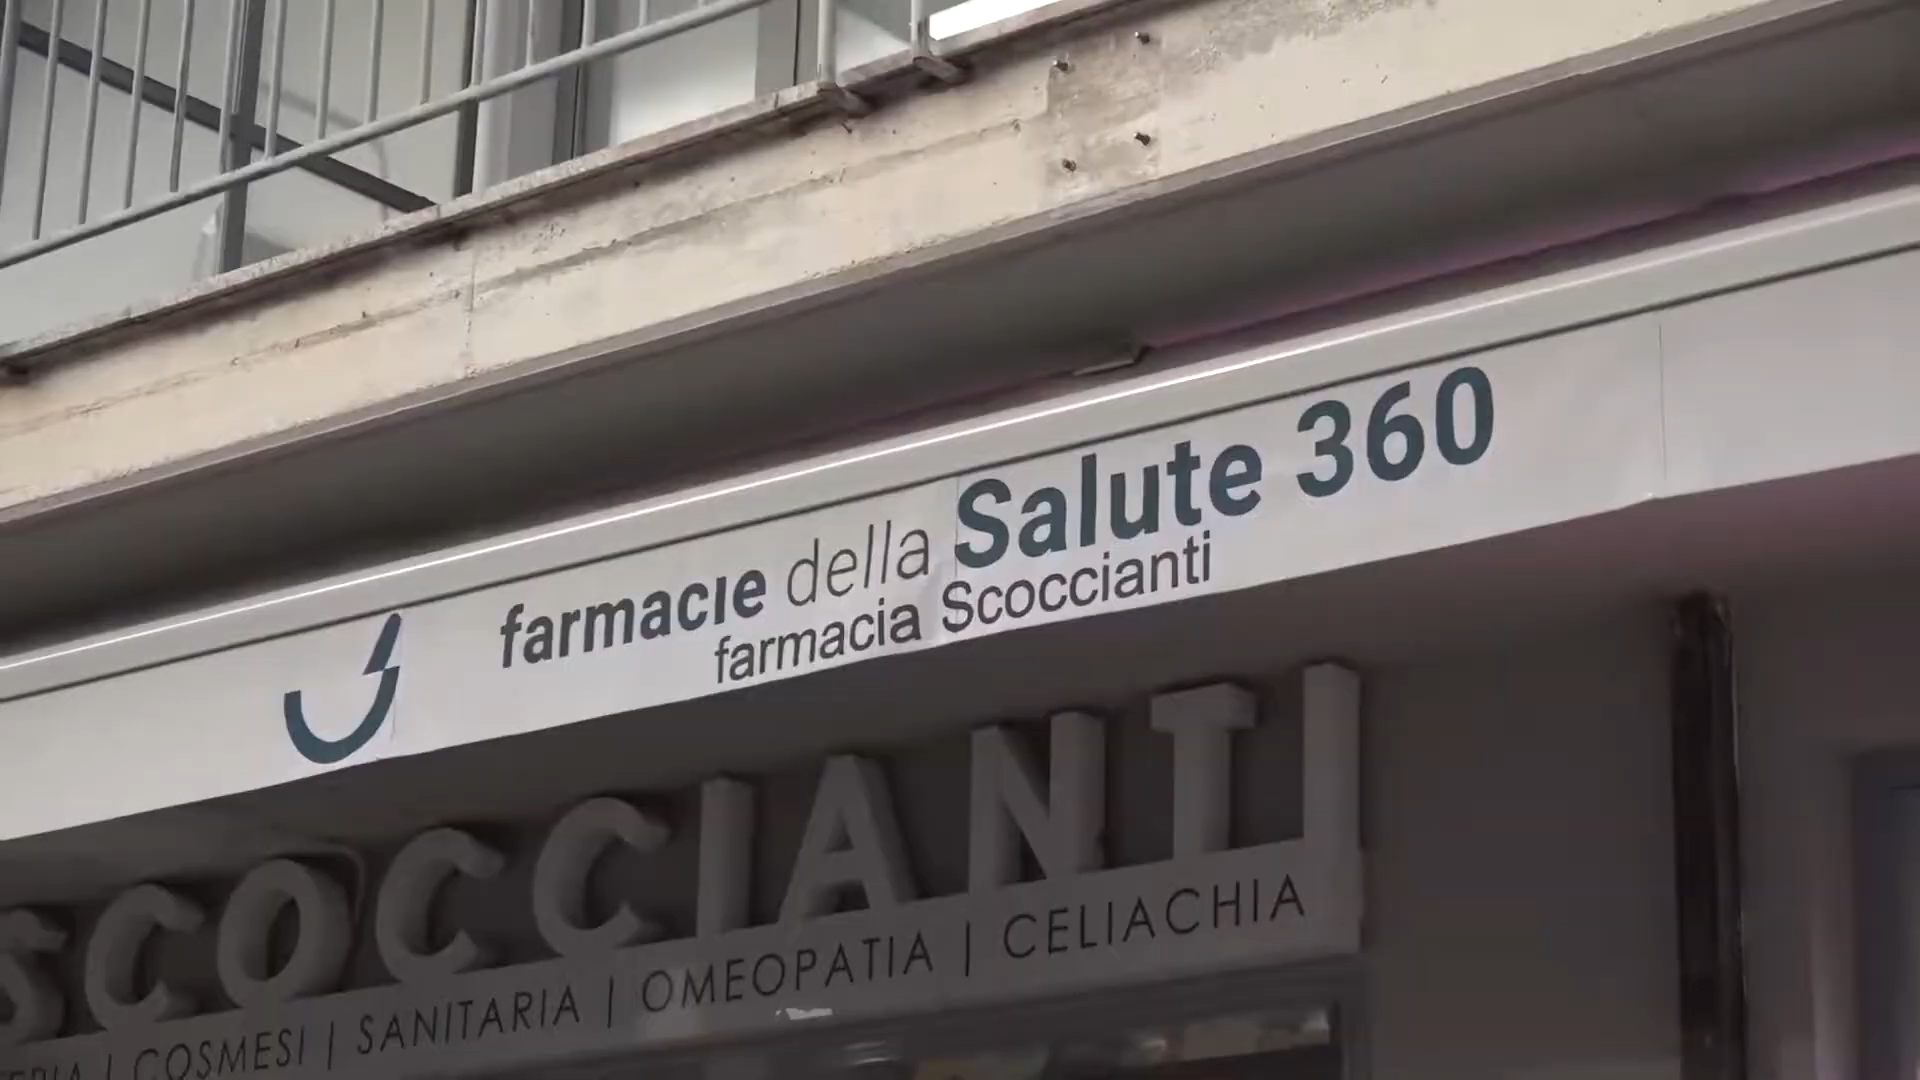 farmacie della Salute 360
farmacia Scoccianti
SCOCCIANTI
COSMESI | SANITARIA | OMEOPATIA | CELIACHIA